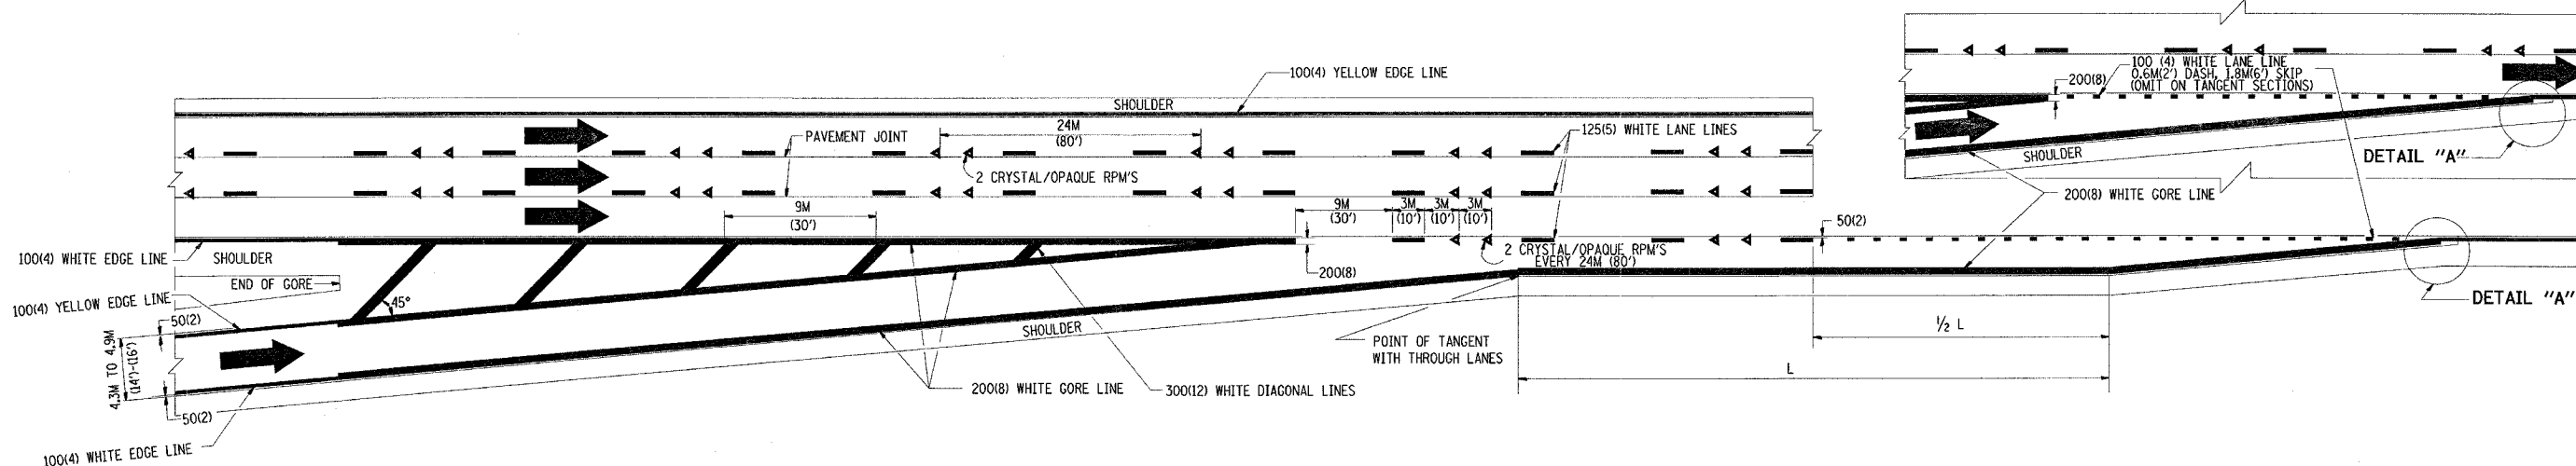 100(4) YELLOW EDGE LINE
SHOULDER
PAVEMENT JOINT
24M
(80')
125(5) WHITE LANE LINES
2 CRYSTAL/OPAQUE RPM'S
9M
(30')
9M
(30')
3M
(10')
3M
(10')
3M
(10')
2 CRYSTAL/OPAQUE RPM'S
EVERY 24M (80')
200(8)
50(2)
100(4) WHITE EDGE LINE
SHOULDER
END OF GORE
100(4) YELLOW EDGE LINE
45°
50(2)
4.3M TO 4.9M
(14')-(16')
50(2)
100(4) WHITE EDGE LINE
SHOULDER
200(8) WHITE GORE LINE
300(12) WHITE DIAGONAL LINES
POINT OF TANGENT
WITH THROUGH LANES
½ L
L
200(8)
100 (4) WHITE LANE LINE
0.6M(2') DASH, 1.8M(6') SKIP
(OMIT ON TANGENT SECTIONS)
SHOULDER
DETAIL "A"
200(8) WHITE GORE LINE
DETAIL "A"